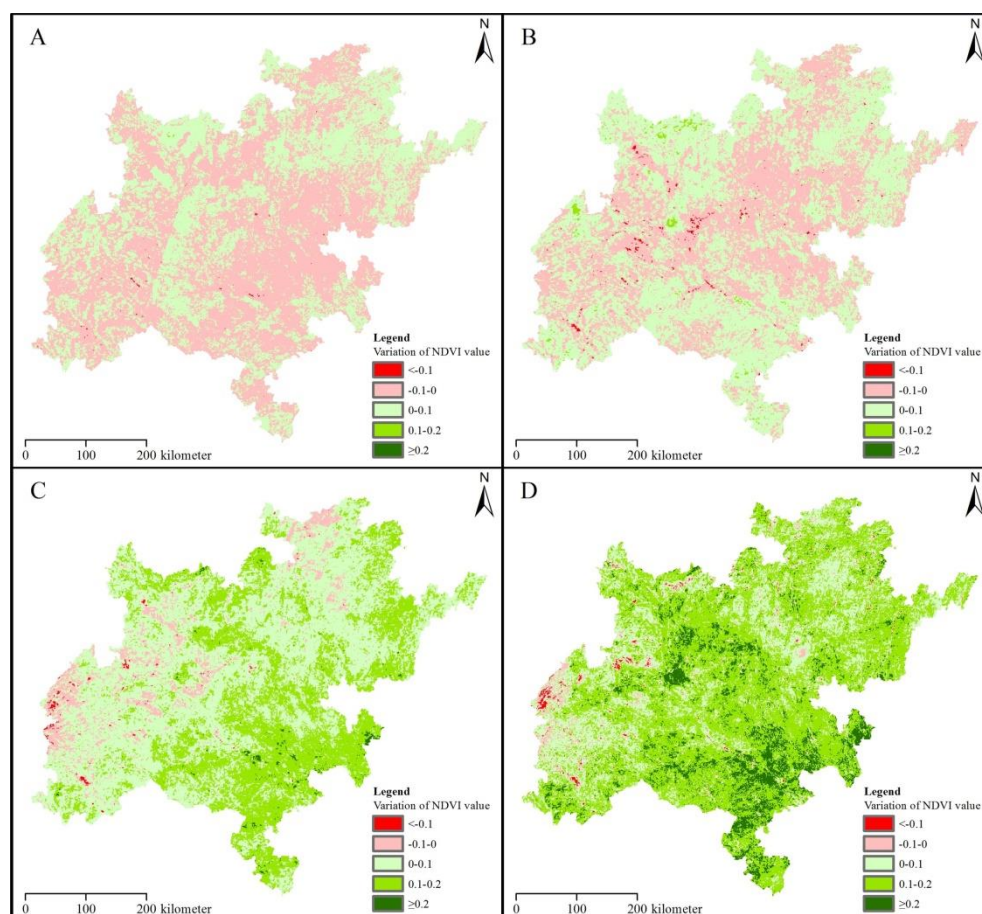 A
N
Legend
Variation of NDVI value
<-0.1
-0.1-0
0-0.1
0.1-0.2
≥0.2
0 100 200 kilometer
B
N
Legend
Variation of NDVI value
<-0.1
-0.1-0
0-0.1
0.1-0.2
≥0.2
0 100 200 kilometer
C
N
Legend
Variation of NDVI value
<-0.1
-0.1-0
0-0.1
0.1-0.2
≥0.2
0 100 200 kilometer
D
N
Legend
Variation of NDVI value
<-0.1
-0.1-0
0-0.1
0.1-0.2
≥0.2
0 100 200 kilometer